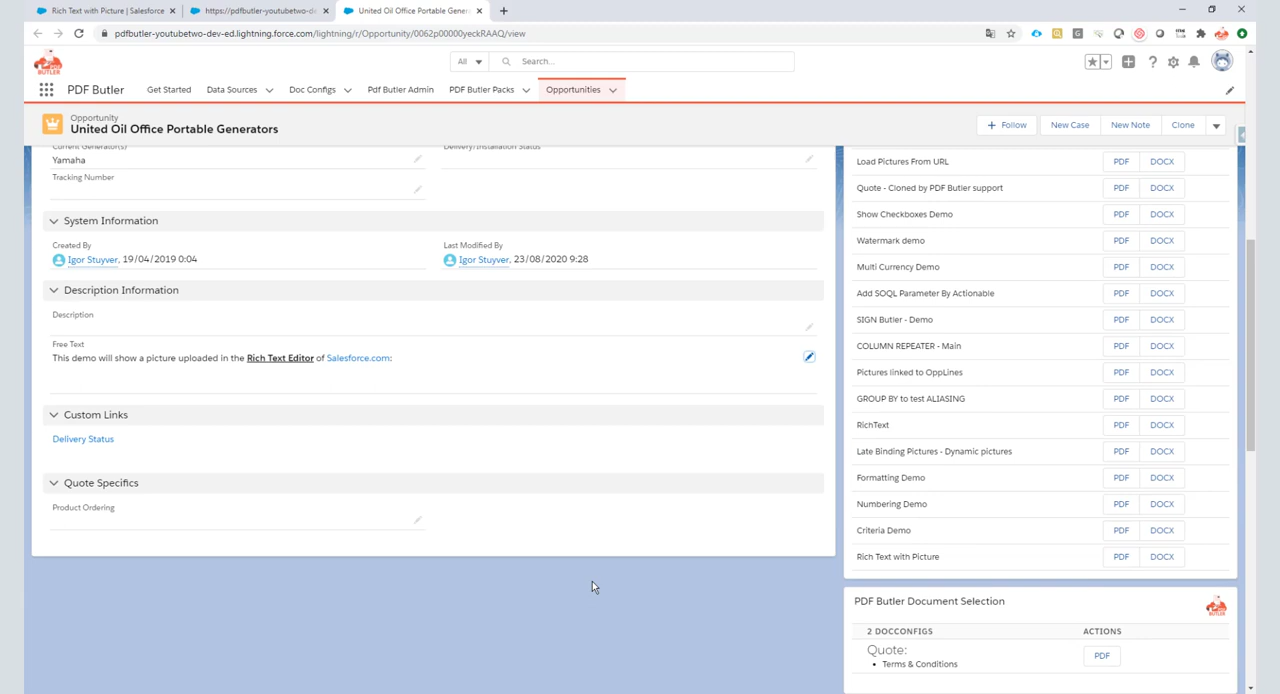 Rich Text with Picture | Salesforce
https://pdfbutler-youtubetwo-de
United Oil Office Portable Gener
pdfbutler-youtubetwo-dev-ed.lightning.force.com/lightning/r/Opportunity/0062p00000yeckRAAQ/view
BUTLER
All
Search...
PDF Butler
Get Started
Data Sources
Doc Configs
Pdf Butler Admin
PDF Butler Packs
Opportunities
Opportunity
United Oil Office Portable Generators
Follow
New Case
New Note
Clone
Current Generator(s)
Delivery/Installation Status
Yamaha
Tracking Number
System Information
Created By
Last Modified By
Igor Stuyver, 19/04/2019 0:04
Igor Stuyver, 23/08/2020 9:28
Description Information
Description
Free Text
This demo will show a picture uploaded in the Rich Text Editor of Salesforce.com:
Custom Links
Delivery Status
Quote Specifics
Product Ordering
Load Pictures From URL PDF DOCX
Quote - Cloned by PDF Butler support PDF DOCX
Show Checkboxes Demo PDF DOCX
Watermark demo PDF DOCX
Multi Currency Demo PDF DOCX
Add SOQL Parameter By Actionable PDF DOCX
SIGN Butler - Demo PDF DOCX
COLUMN REPEATER - Main PDF DOCX
Pictures linked to OppLines PDF DOCX
GROUP BY to test ALIASING PDF DOCX
RichText PDF DOCX
Late Binding Pictures - Dynamic pictures PDF DOCX
Formatting Demo PDF DOCX
Numbering Demo PDF DOCX
Criteria Demo PDF DOCX
Rich Text with Picture PDF DOCX
PDF Butler Document Selection
BUTLER
2 DOCCONFIGS ACTIONS
Quote: PDF
• Terms & Conditions